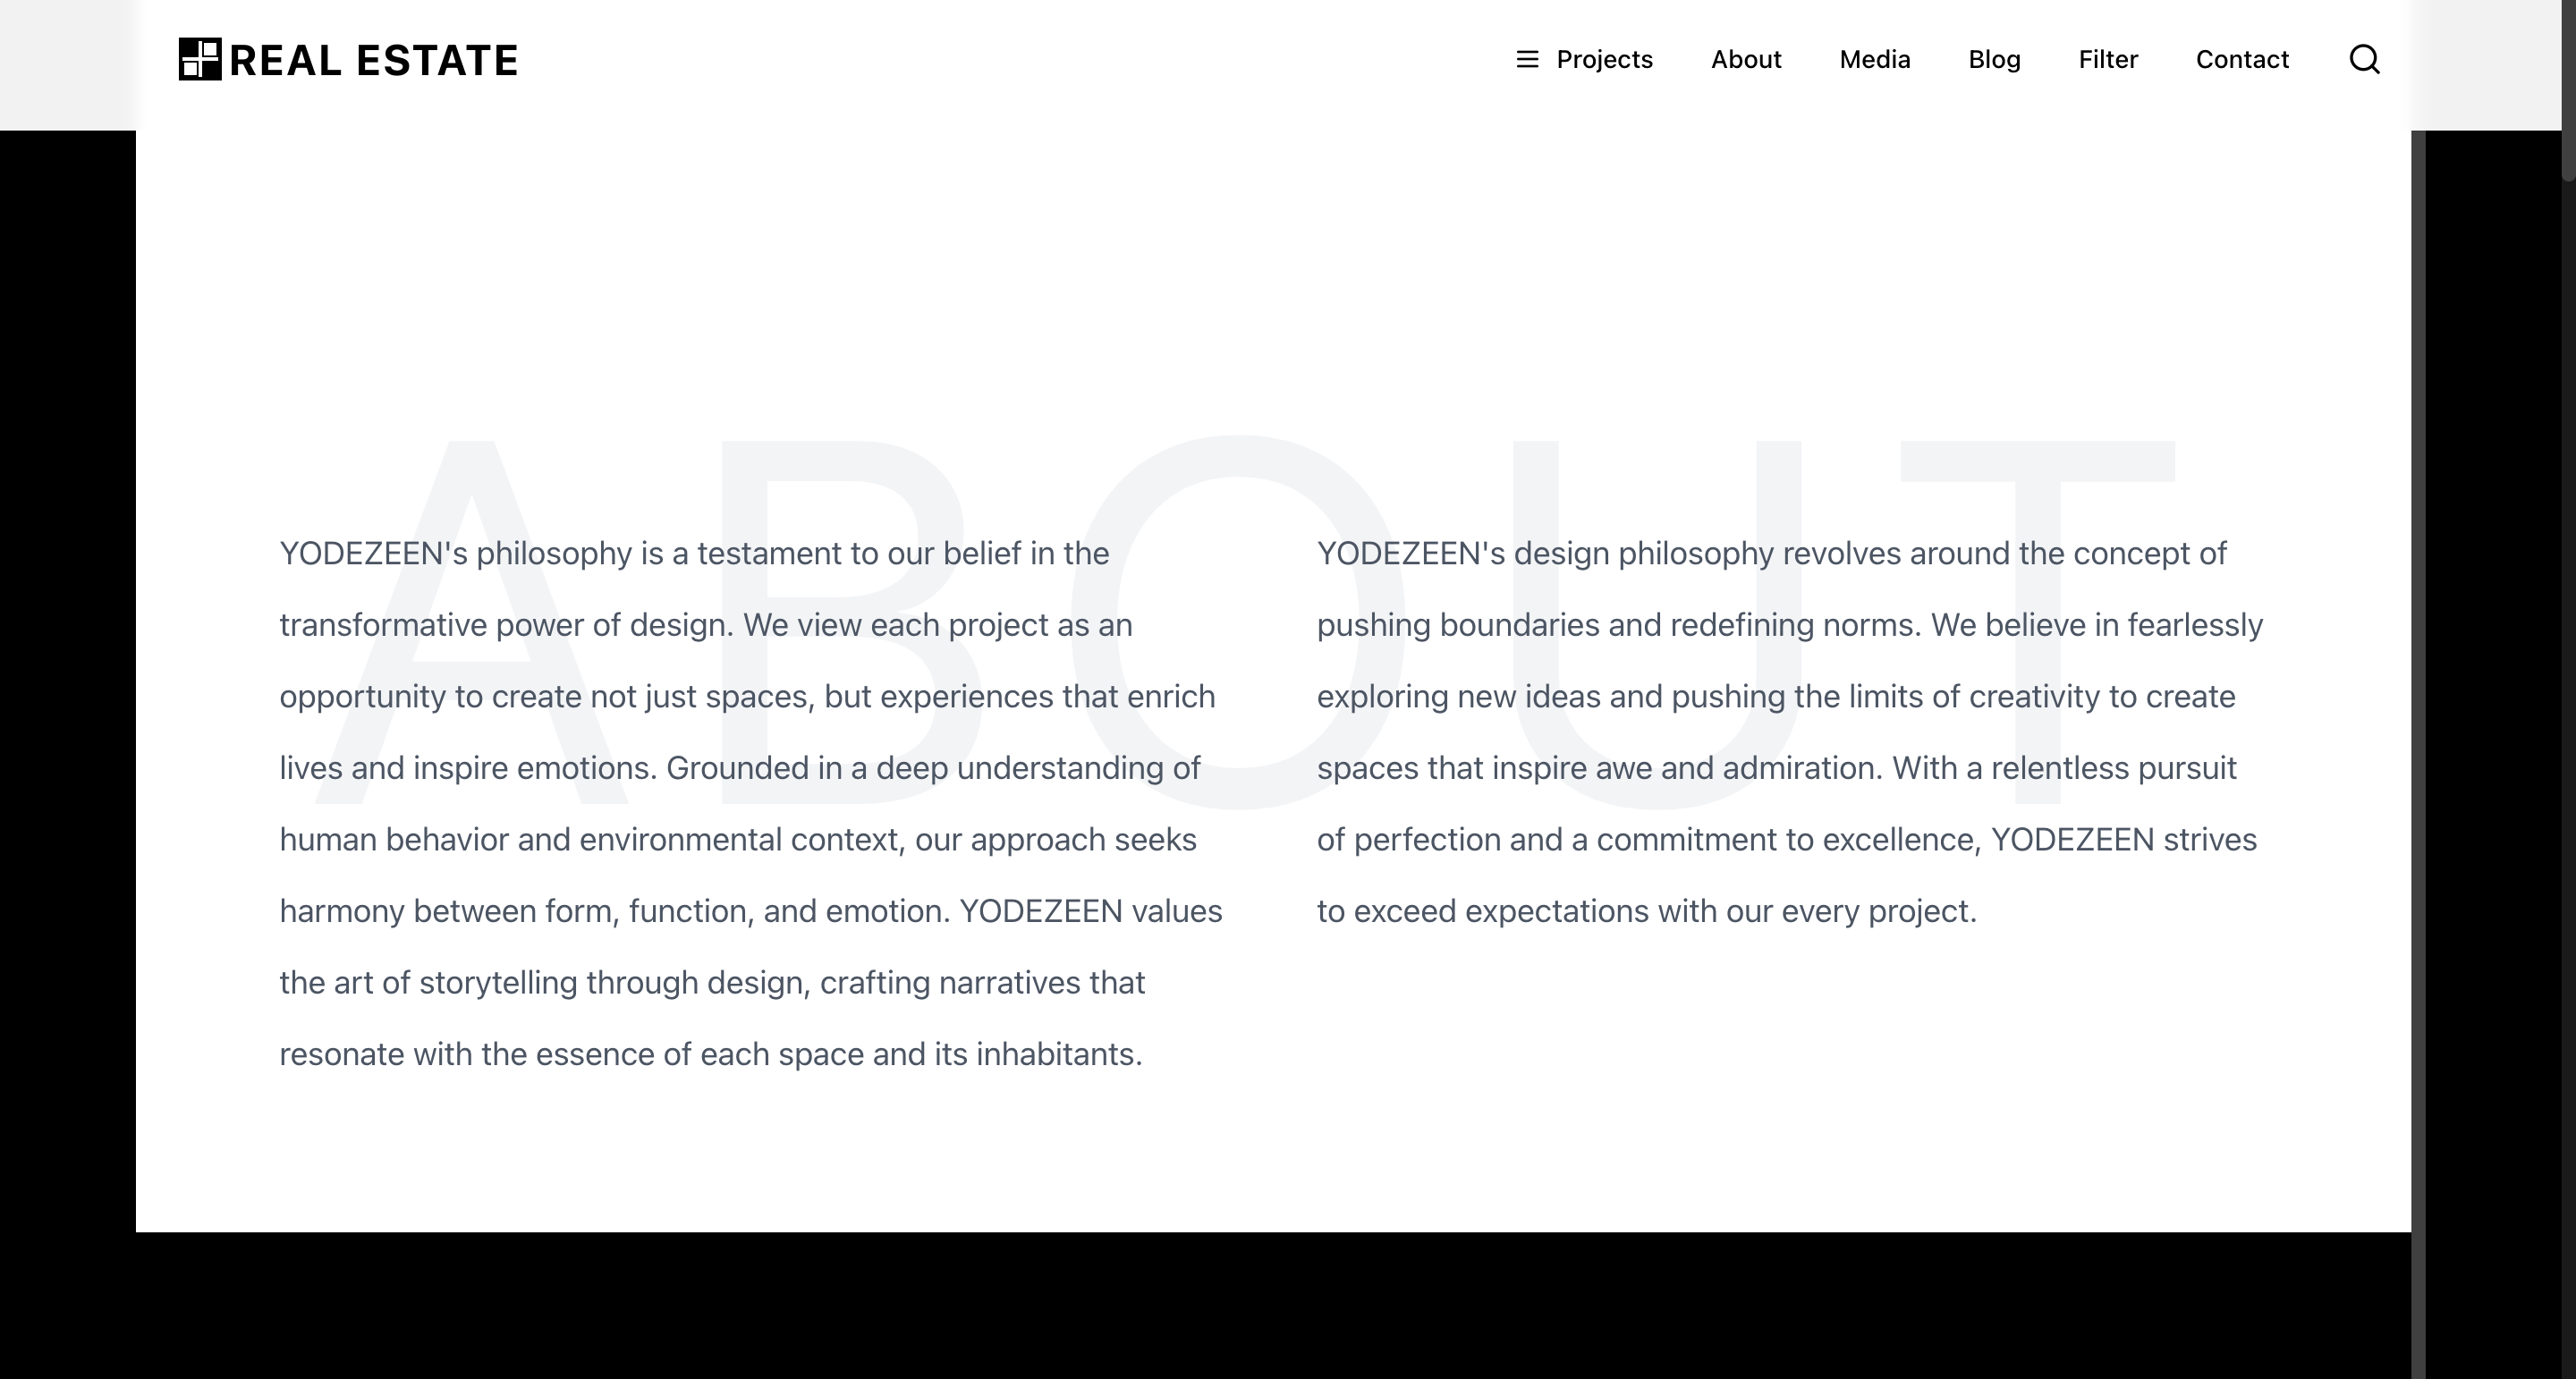 REAL ESTATE
Projects About Media Blog Filter Contact
ABOUT
YODEZEEN's philosophy is a testament to our belief in the
transformative power of design. We view each project as an
opportunity to create not just spaces, but experiences that enrich
lives and inspire emotions. Grounded in a deep understanding of
human behavior and environmental context, our approach seeks
harmony between form, function, and emotion. YODEZEEN values
the art of storytelling through design, crafting narratives that
resonate with the essence of each space and its inhabitants.
YODEZEEN's design philosophy revolves around the concept of
pushing boundaries and redefining norms. We believe in fearlessly
exploring new ideas and pushing the limits of creativity to create
spaces that inspire awe and admiration. With a relentless pursuit
of perfection and a commitment to excellence, YODEZEEN strives
to exceed expectations with our every project.